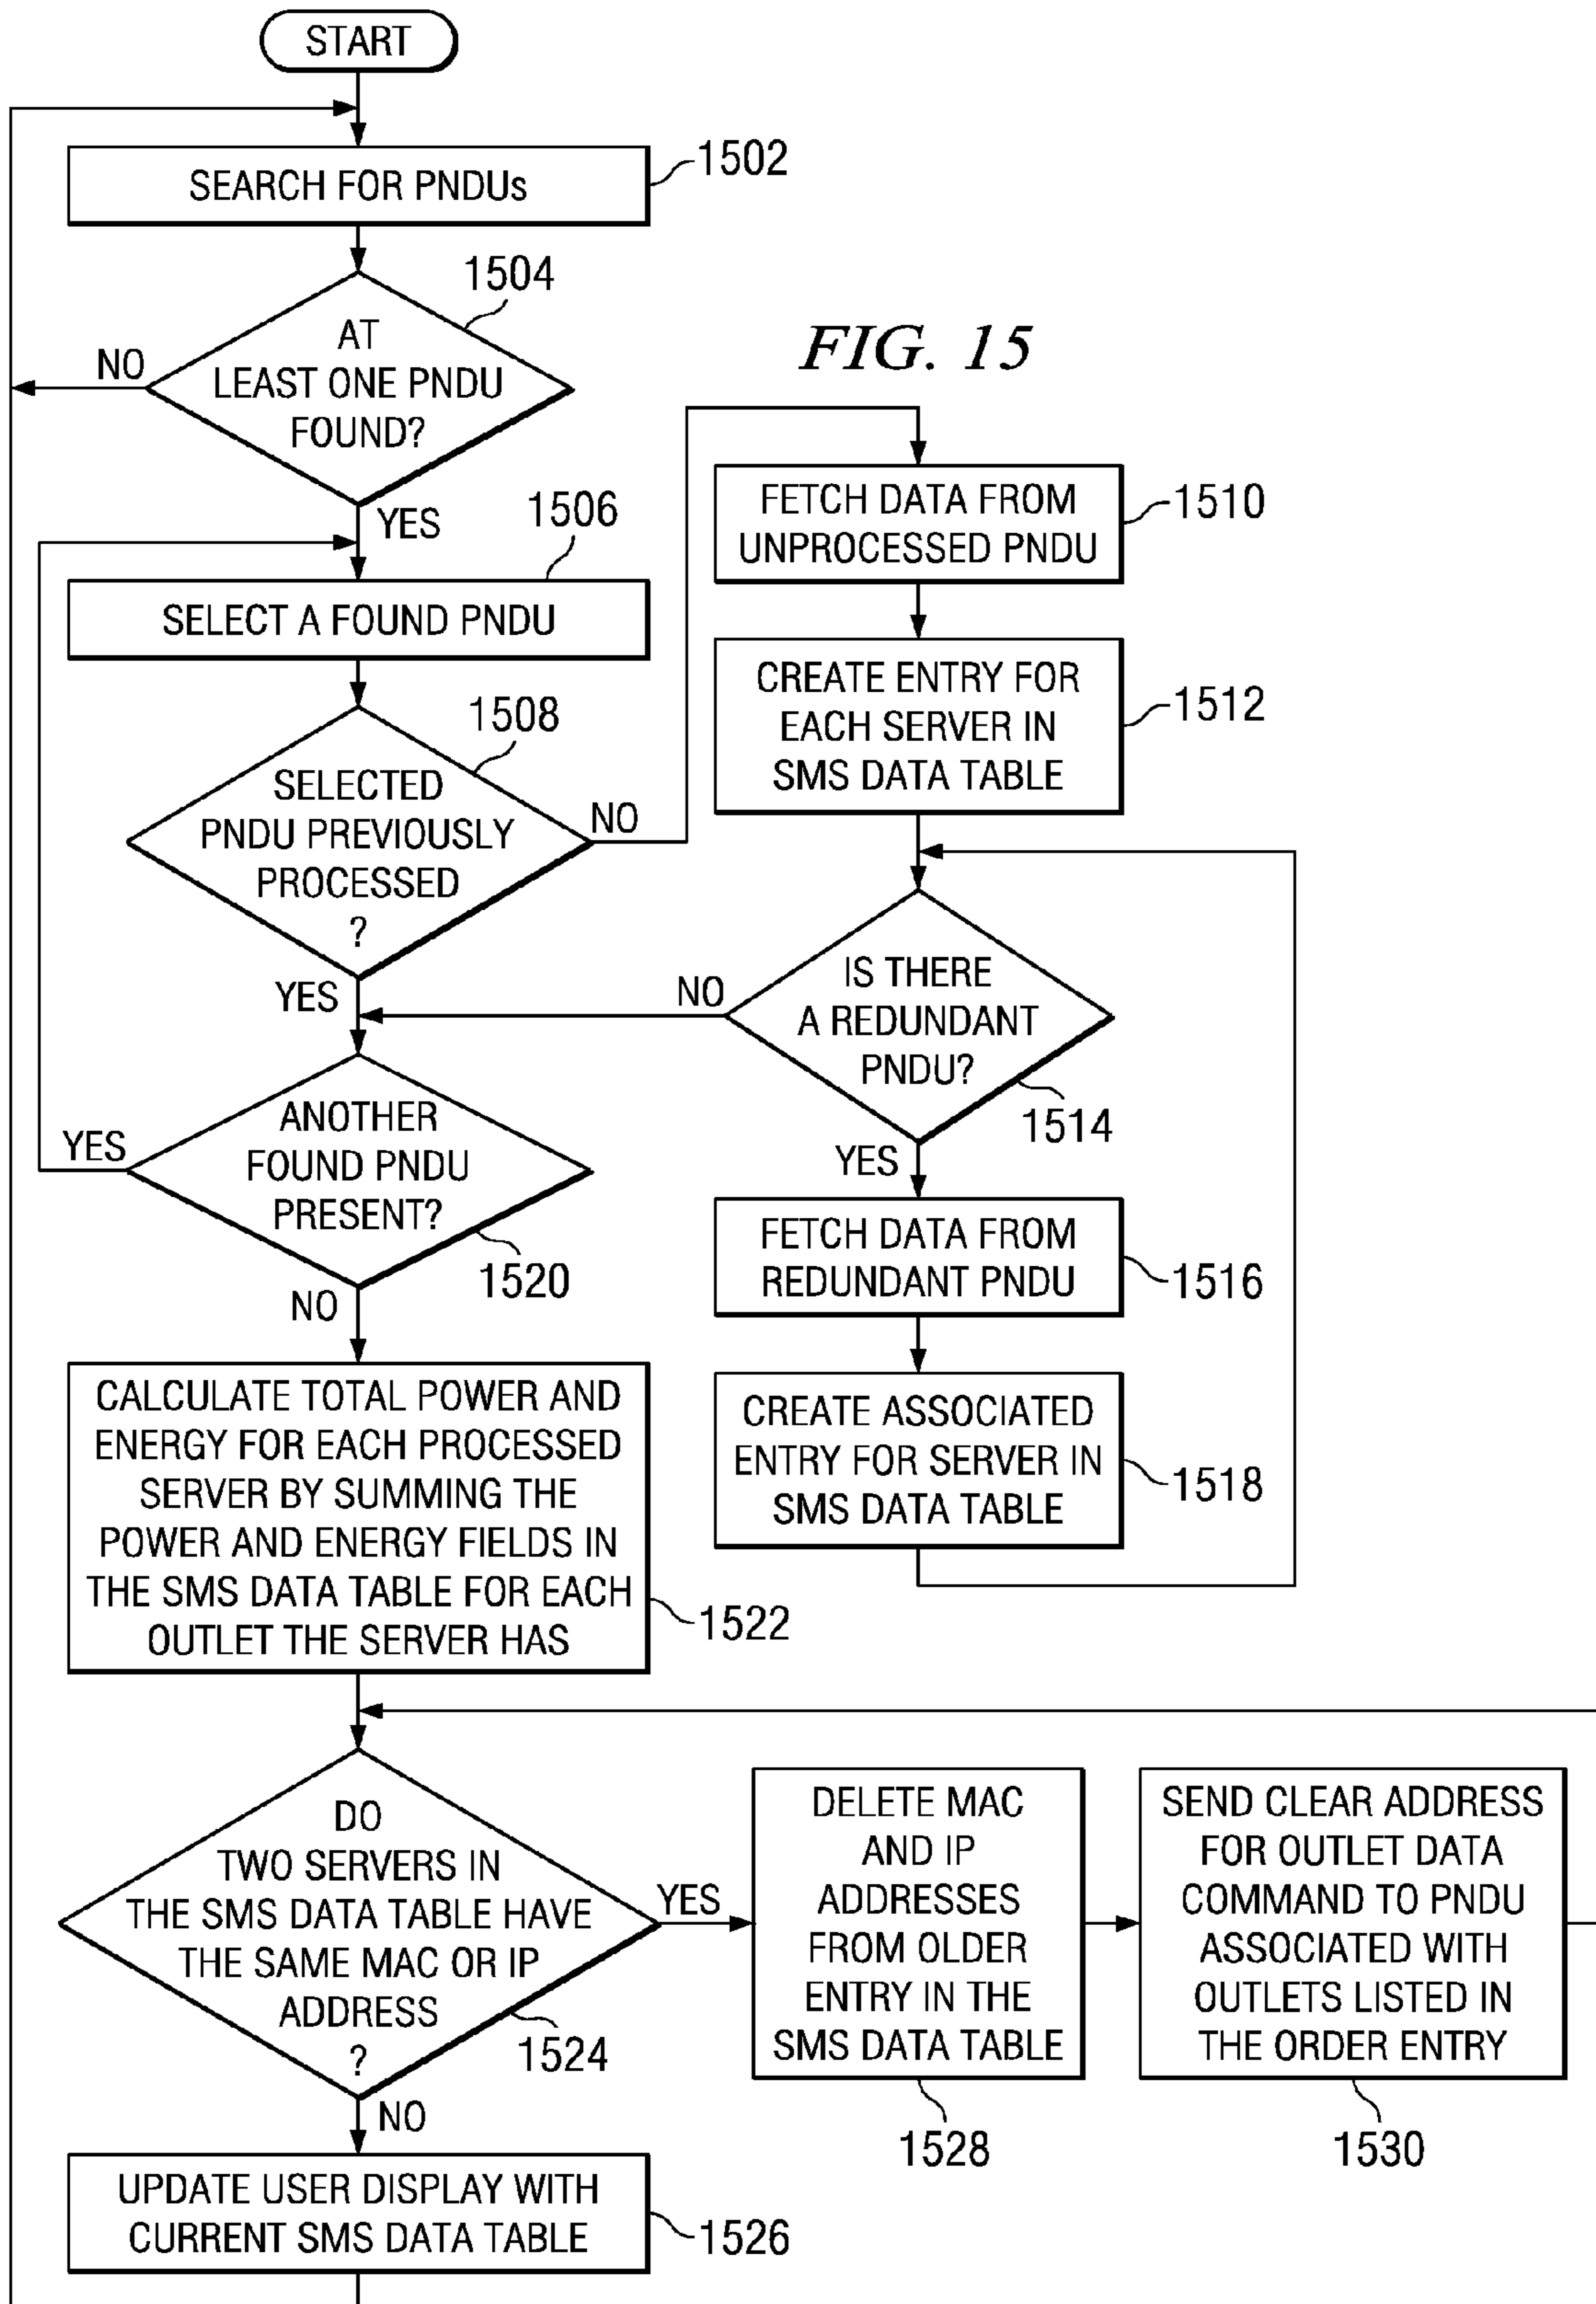 START
SEARCH FOR PNDUs
1502
1504
AT
LEAST ONE PNDU
FOUND?
NO
YES
FIG. 15
1506
SELECT A FOUND PNDU
1508
SELECTED
PNDU PREVIOUSLY
PROCESSED
?
NO
YES
FETCH DATA FROM
UNPROCESSED PNDU
1510
CREATE ENTRY FOR
EACH SERVER IN
SMS DATA TABLE
1512
IS THERE
A REDUNDANT
PNDU?
NO
1514
YES
FETCH DATA FROM
REDUNDANT PNDU
1516
CREATE ASSOCIATED
ENTRY FOR SERVER IN
SMS DATA TABLE
1518
ANOTHER
FOUND PNDU
PRESENT?
YES
1520
NO
CALCULATE TOTAL POWER AND
ENERGY FOR EACH PROCESSED
SERVER BY SUMMING THE
POWER AND ENERGY FIELDS IN
THE SMS DATA TABLE FOR EACH
OUTLET THE SERVER HAS
1522
DO
TWO SERVERS IN
THE SMS DATA TABLE HAVE
THE SAME MAC OR IP
ADDRESS
?
1524
YES
NO
DELETE MAC
AND IP
ADDRESSES
FROM OLDER
ENTRY IN THE
SMS DATA TABLE
1528
SEND CLEAR ADDRESS
FOR OUTLET DATA
COMMAND TO PNDU
ASSOCIATED WITH
OUTLETS LISTED IN
THE ORDER ENTRY
1530
UPDATE USER DISPLAY WITH
CURRENT SMS DATA TABLE
1526